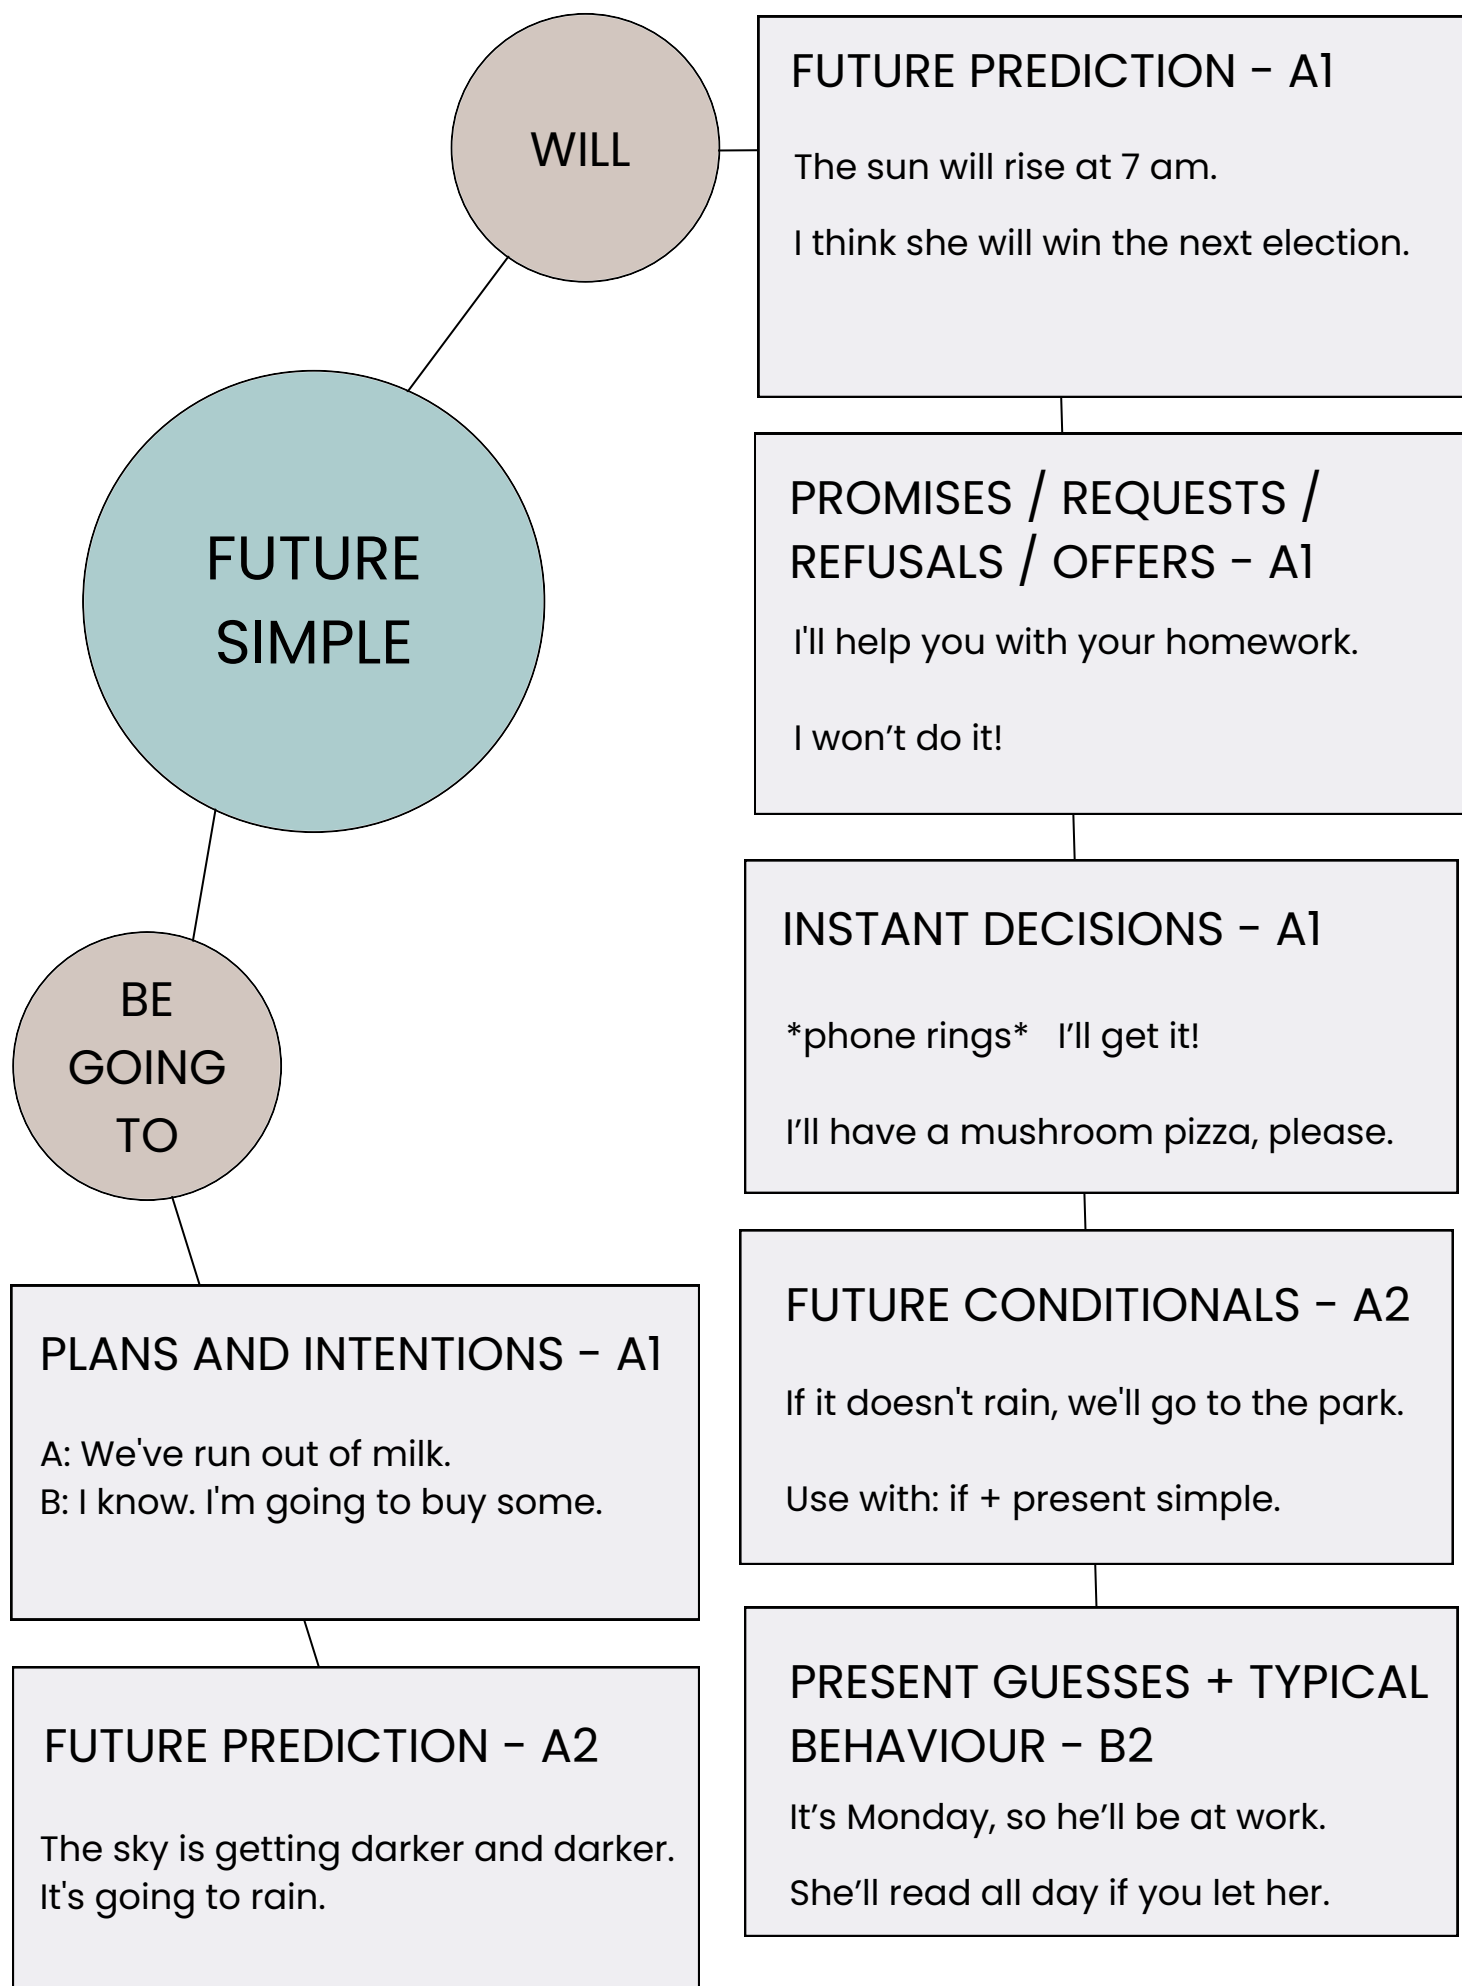 WILL
FUTURE PREDICTION - A1
The sun will rise at 7 am.
I think she will win the next election.
PROMISES / REQUESTS /
REFUSALS / OFFERS - A1
I'll help you with your homework.
I won’t do it!
INSTANT DECISIONS - A1
*phone rings* I’ll get it!
I’ll have a mushroom pizza, please.
FUTURE CONDITIONALS - A2
If it doesn't rain, we'll go to the park.
Use with: if + present simple.
PRESENT GUESSES + TYPICAL
BEHAVIOUR - B2
It’s Monday, so he’ll be at work.
She’ll read all day if you let her.
FUTURE
SIMPLE
BE
GOING
TO
PLANS AND INTENTIONS - A1
A: We've run out of milk.
B: I know. I'm going to buy some.
FUTURE PREDICTION - A2
The sky is getting darker and darker.
It's going to rain.